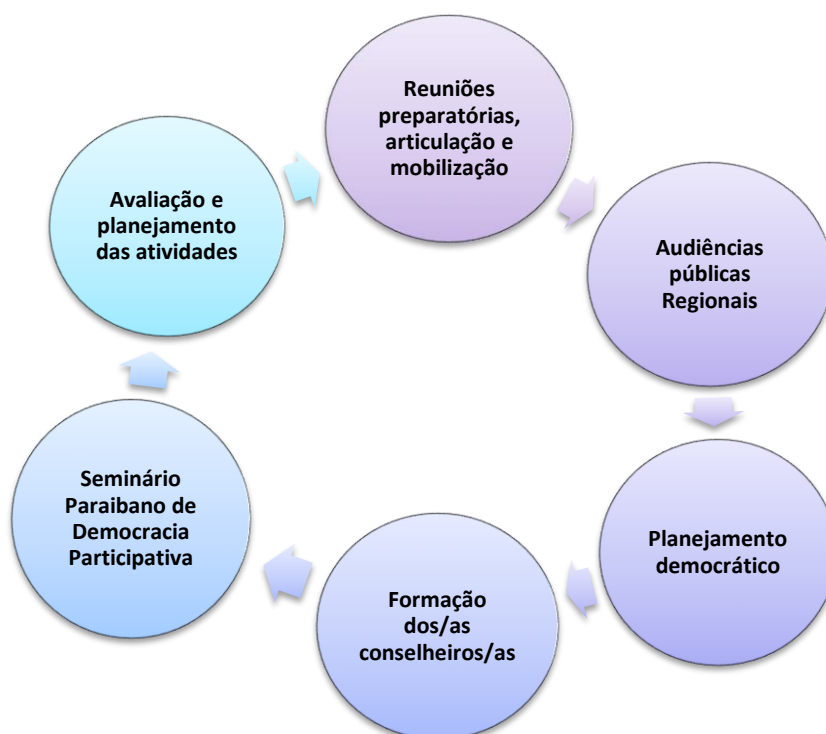 Reuniões
preparatórias,
articulação e
mobilização
Audiências
públicas
Regionais
Planejamento
democrático
Formação
dos/as
conselheiros/as
Seminário
Paraibano de
Democracia
Participativa
Avaliação e
planejamento
das atividades